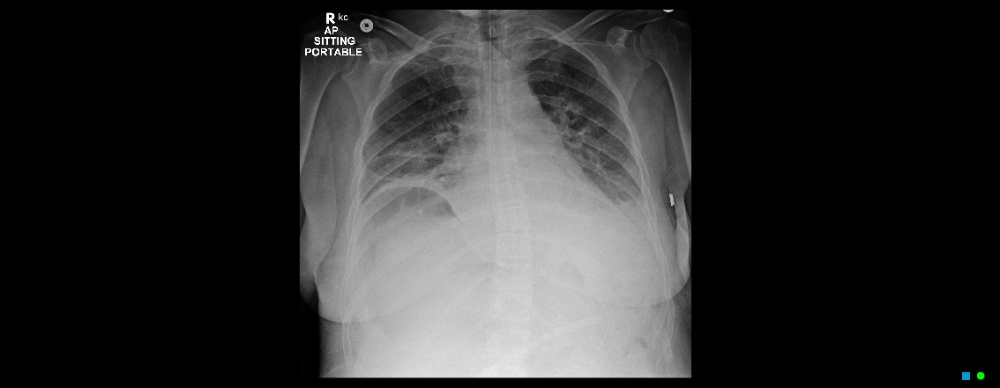 R kc
AP
SITTING
PORTABLE